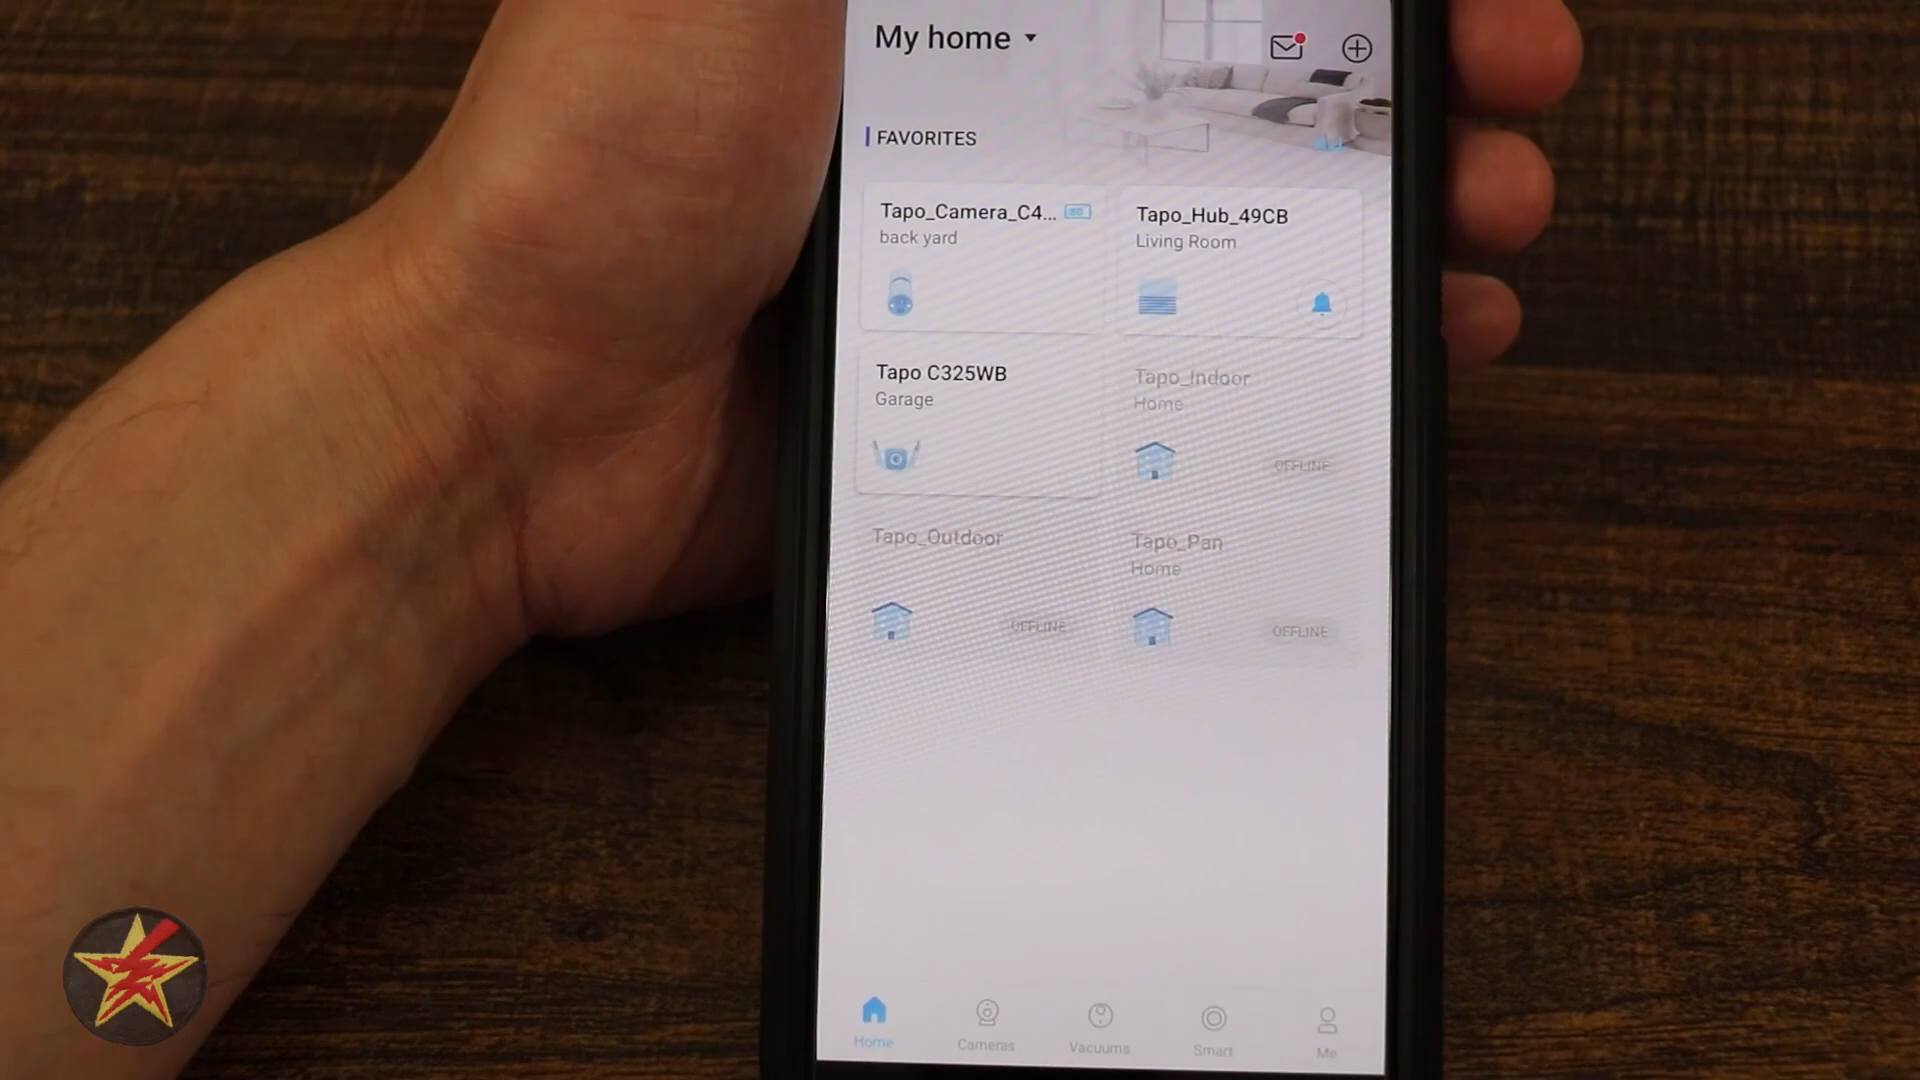 My home
FAVORITES
Tapo_Camera_C4...
back yard
Tapo_Hub_49CB
Living Room
Tapo C325WB
Garage
Tapo_Indoor
Home
OFFLINE
Tapo_Outdoor
OFFLINE
Tapo_Pan
Home
OFFLINE
Home
Cameras
Vacuums
Smart
Me